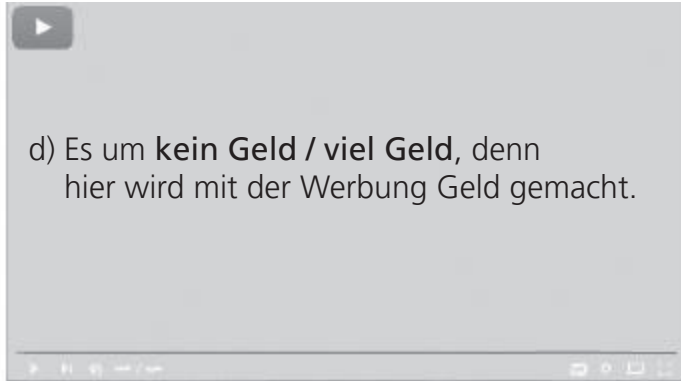 d) Es um kein Geld / viel Geld, denn
hier wird mit der Werbung Geld gemacht.